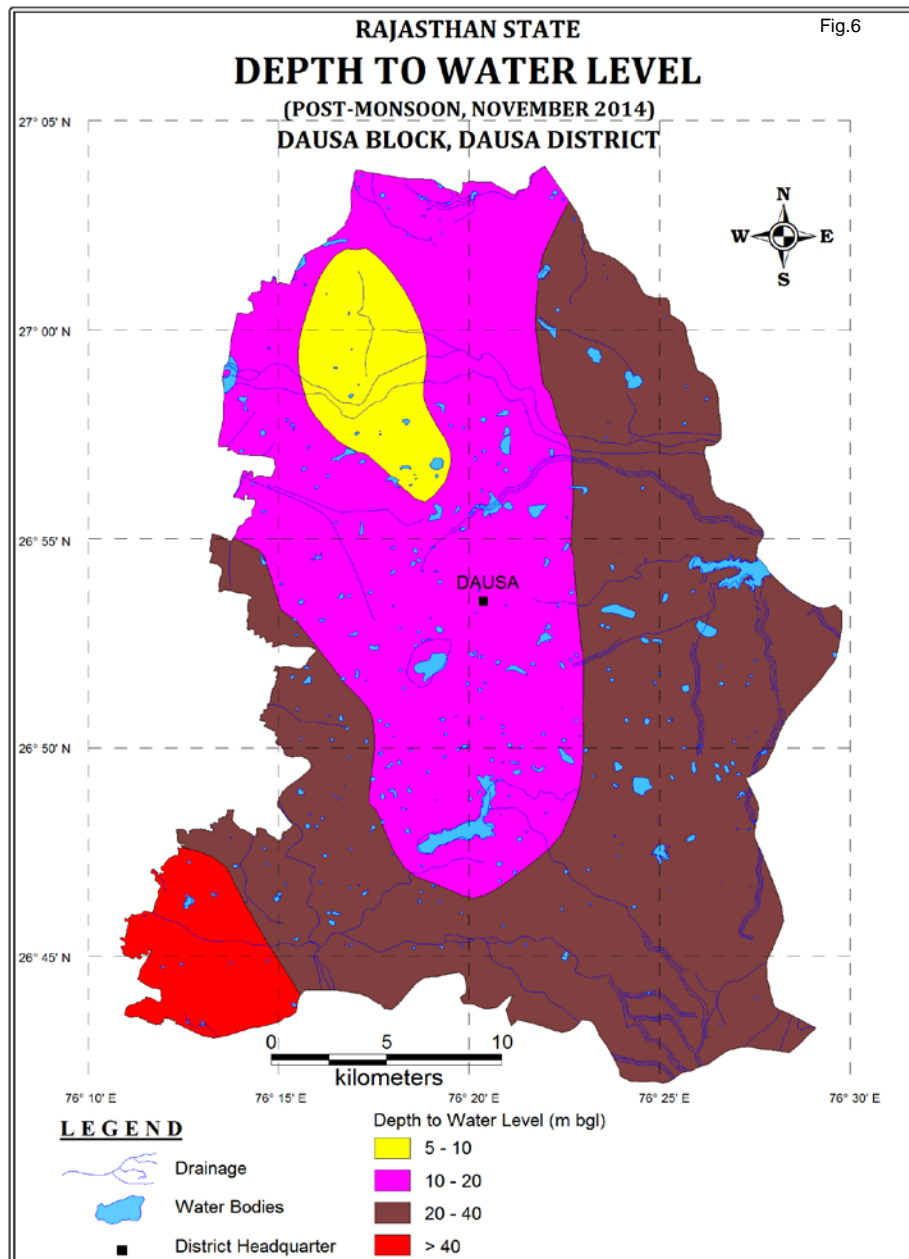 RAJASTHAN STATE
Fig.6
DEPTH TO WATER LEVEL
(POST-MONSOON, NOVEMBER 2014)
27° 05' N
DAUSA BLOCK, DAUSA DISTRICT
N
W E
S
27° 00' N
26° 55' N
DAUSA
26° 50' N
26° 45' N
0 5 10
kilometers
76° 10' E 76° 15' E 76° 20' E 76° 25' E 76° 30' E
LEGEND
Drainage
Water Bodies
District Headquarter
Depth to Water Level (m bgl)
5 - 10
10 - 20
20 - 40
> 40